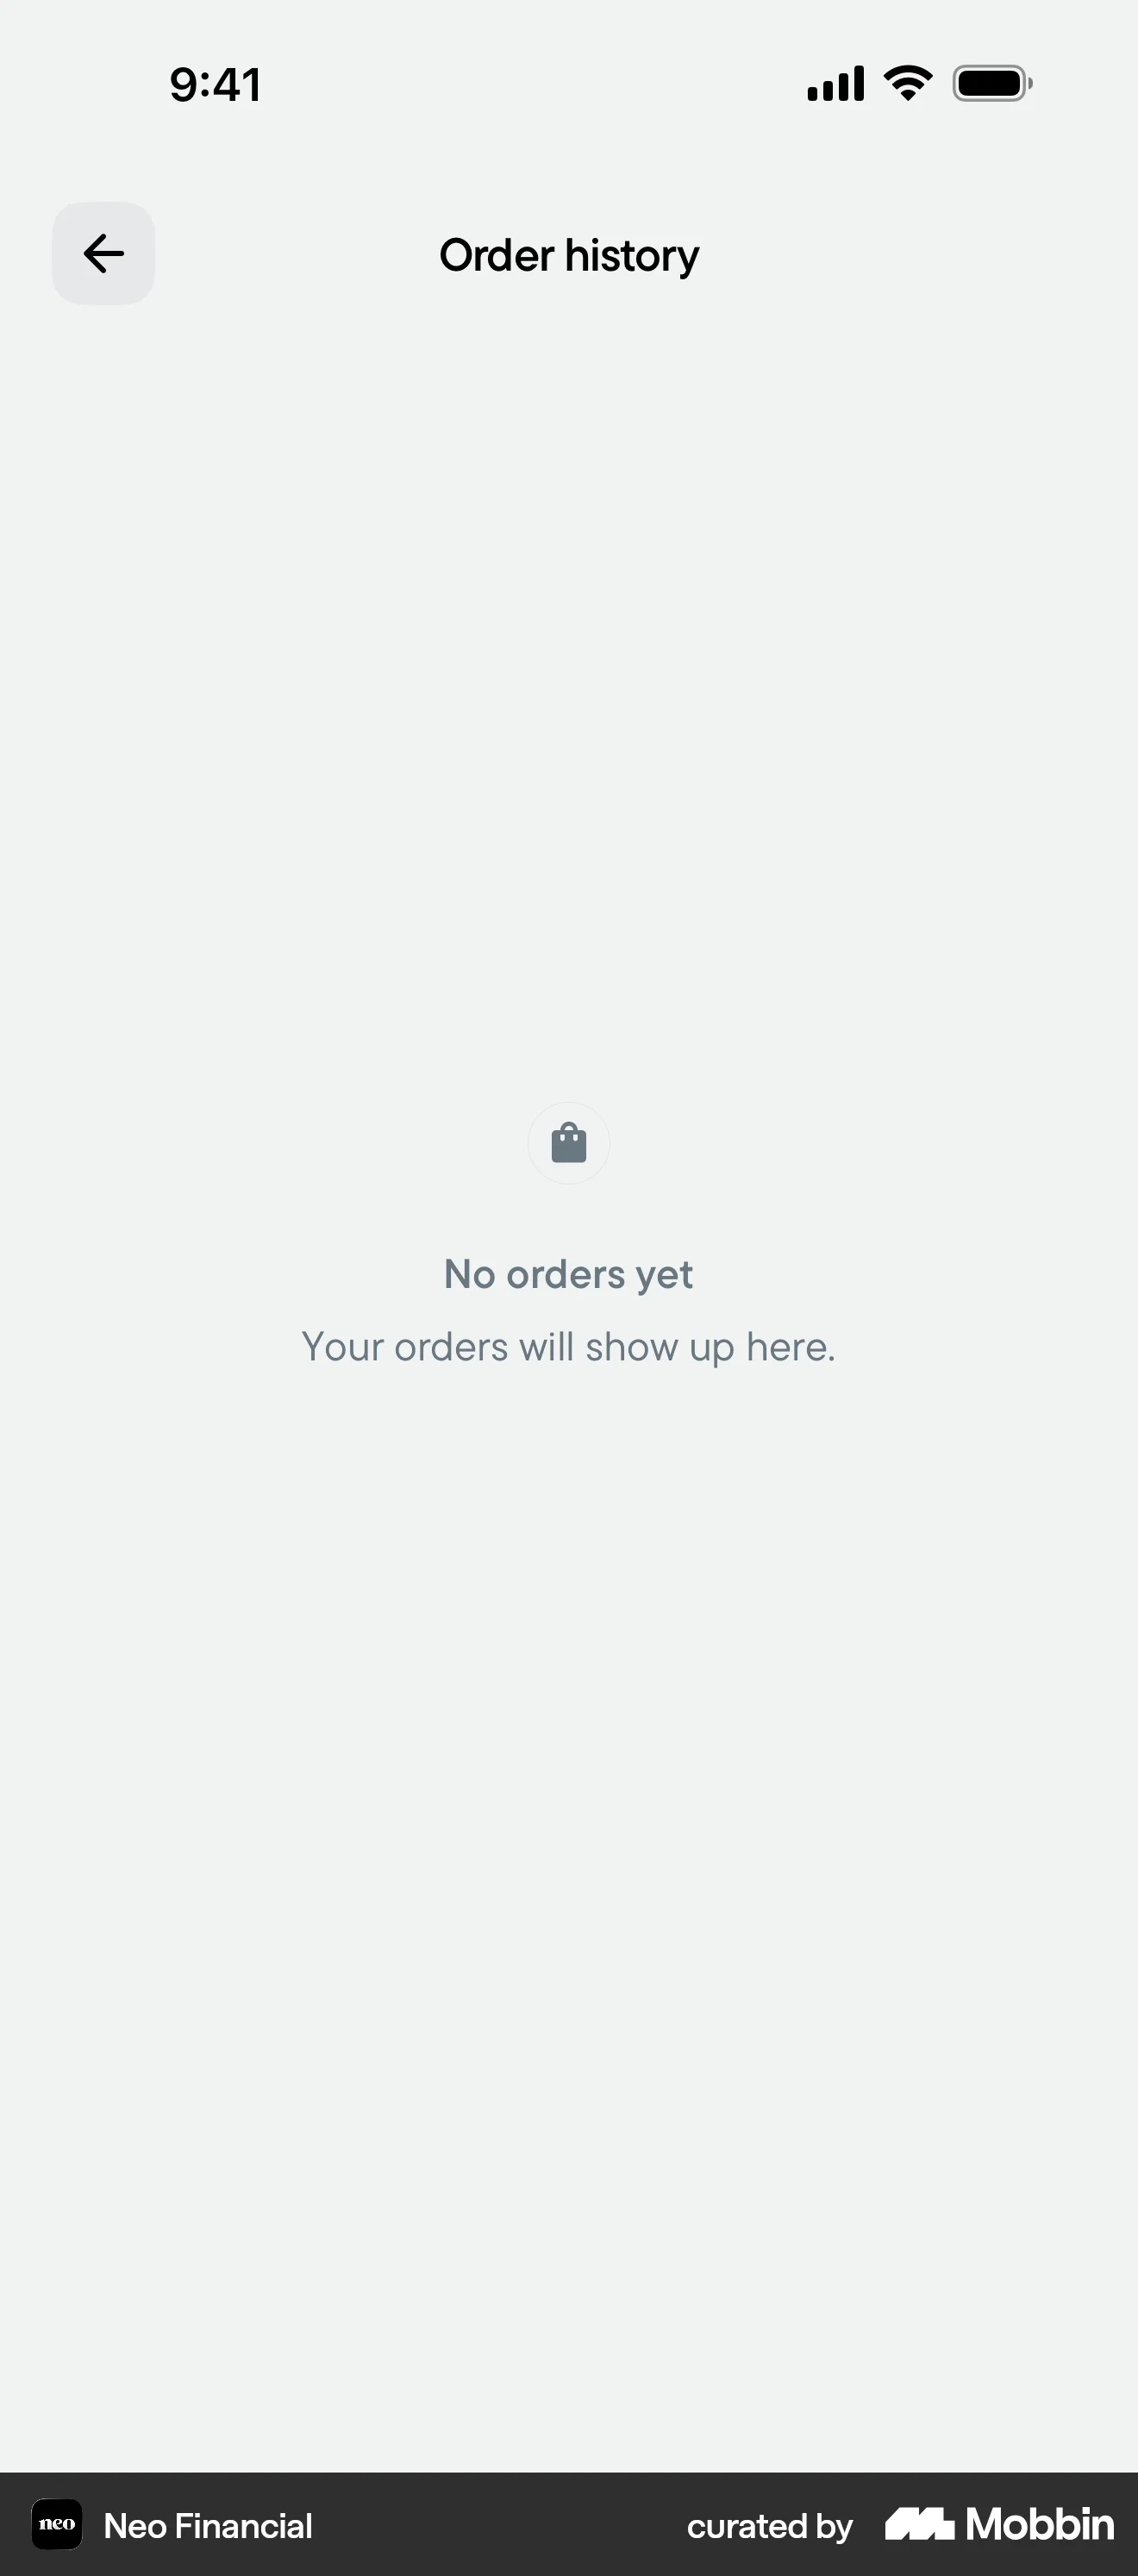 9:41
Order history
No orders yet
Your orders will show up here.
neo Neo Financial curated by Mobbin